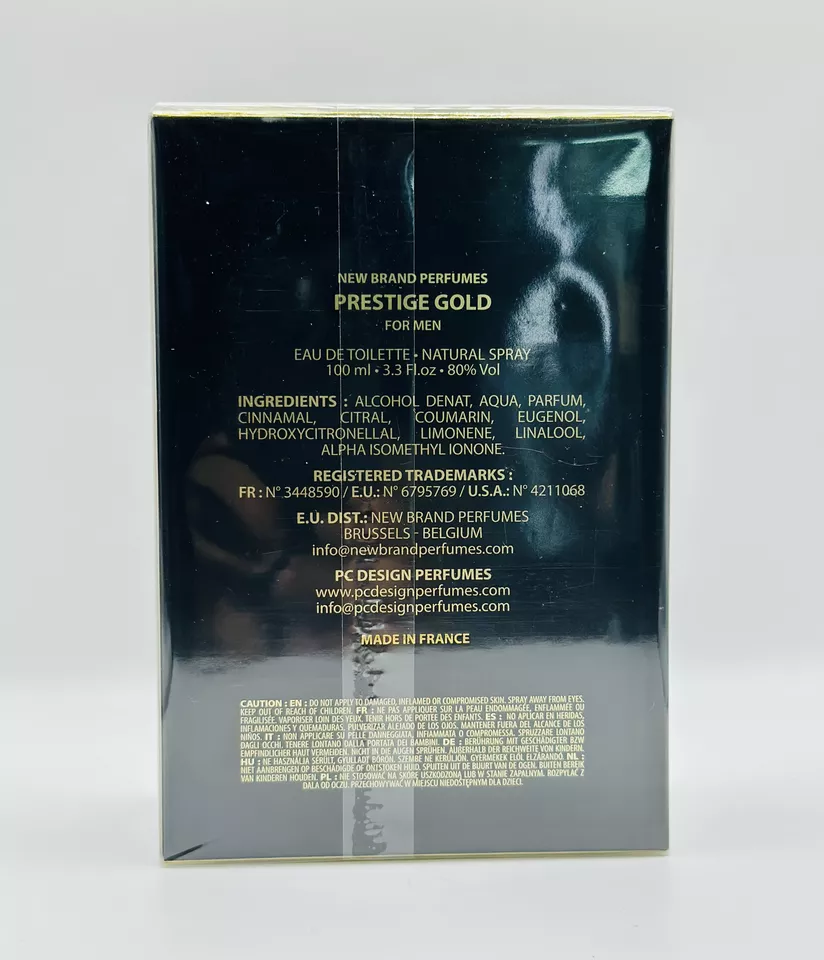 NEW BRAND PERFUMES
PRESTIGE GOLD
FOR MEN
EAU DE TOILETTE • NATURAL SPRAY
100 ml • 3.3 Fl.oz • 80% Vol
INGREDIENTS : ALCOHOL DENAT, AQUA, PARFUM,
CINNAMAL, CITRAL, COUMARIN, EUGENOL,
HYDROXYCITRONELLAL, LIMONENE, LINALOOL,
ALPHA ISOMETHYL IONONE.
REGISTERED TRADEMARKS :
FR : N° 3448590 / E.U.: N° 6795769 / U.S.A.: N° 4211068
E.U. DIST.: NEW BRAND PERFUMES
BRUSSELS - BELGIUM
info@newbrandperfumes.com
PC DESIGN PERFUMES
www.pcdesignperfumes.com
info@pcdesignperfumes.com
MADE IN FRANCE
CAUTION : EN : DO NOT APPLY TO DAMAGED, INFLAMED OR COMPROMISED SKIN. SPRAY AWAY FROM EYES.
KEEP OUT OF REACH OF CHILDREN. FR : NE PAS APPLIQUER SUR LA PEAU ENDOMMAGÉE, ENFLAMMÉE OU
FRAGILISÉE. VAPORISER LOIN DES YEUX. TENIR HORS DE PORTÉE DES ENFANTS. ES : NO APLICAR EN HERIDAS,
INFLAMACIONES Y QUEMADURAS. PULVERIZAR ALEJADO DE LOS OJOS. MANTENER FUERA DEL ALCANCE DE LOS
NIÑOS. IT : NON APPLICARE SU PELLE DANNEGGIATA, INFIAMMATA O COMPROMESSA. SPRUZZARE LONTANO
DAGLI OCCHI. TENERE LONTANO DALLA PORTATA DEI BAMBINI. DE : BERÜHRUNG MIT GESCHÄDIGTER BZW
EMPFINDLICHER HAUT VERMEIDEN. NICHT IN DIE AUGEN SPRÜHEN. AUßERHALB DER REICHWEITE VON KINDERN.
HU : NE HASZNÁLJA SÉRÜLT, GYULLADT BŐRÖN. SZEMBE NE KERÜLJÖN. GYERMEKEK ELŐL ELZÁRANDÓ. NL :
NIET AANBRENGEN OP BESCHADIGDE OF ONTSTOKEN HUID. SPUITEN UIT DE BUURT VAN DE OGEN. BUITEN BEREIK
VAN KINDEREN HOUDEN. PL : NIE STOSOWAĆ NA SKÓRĘ USZKODZONĄ LUB W STANIE ZAPALNYM. ROZPYLAĆ Z
DALA OD OCZU. PRZECHOWYWAĆ W MIEJSCU NIEDOSTĘPNYM DLA DZIECI.